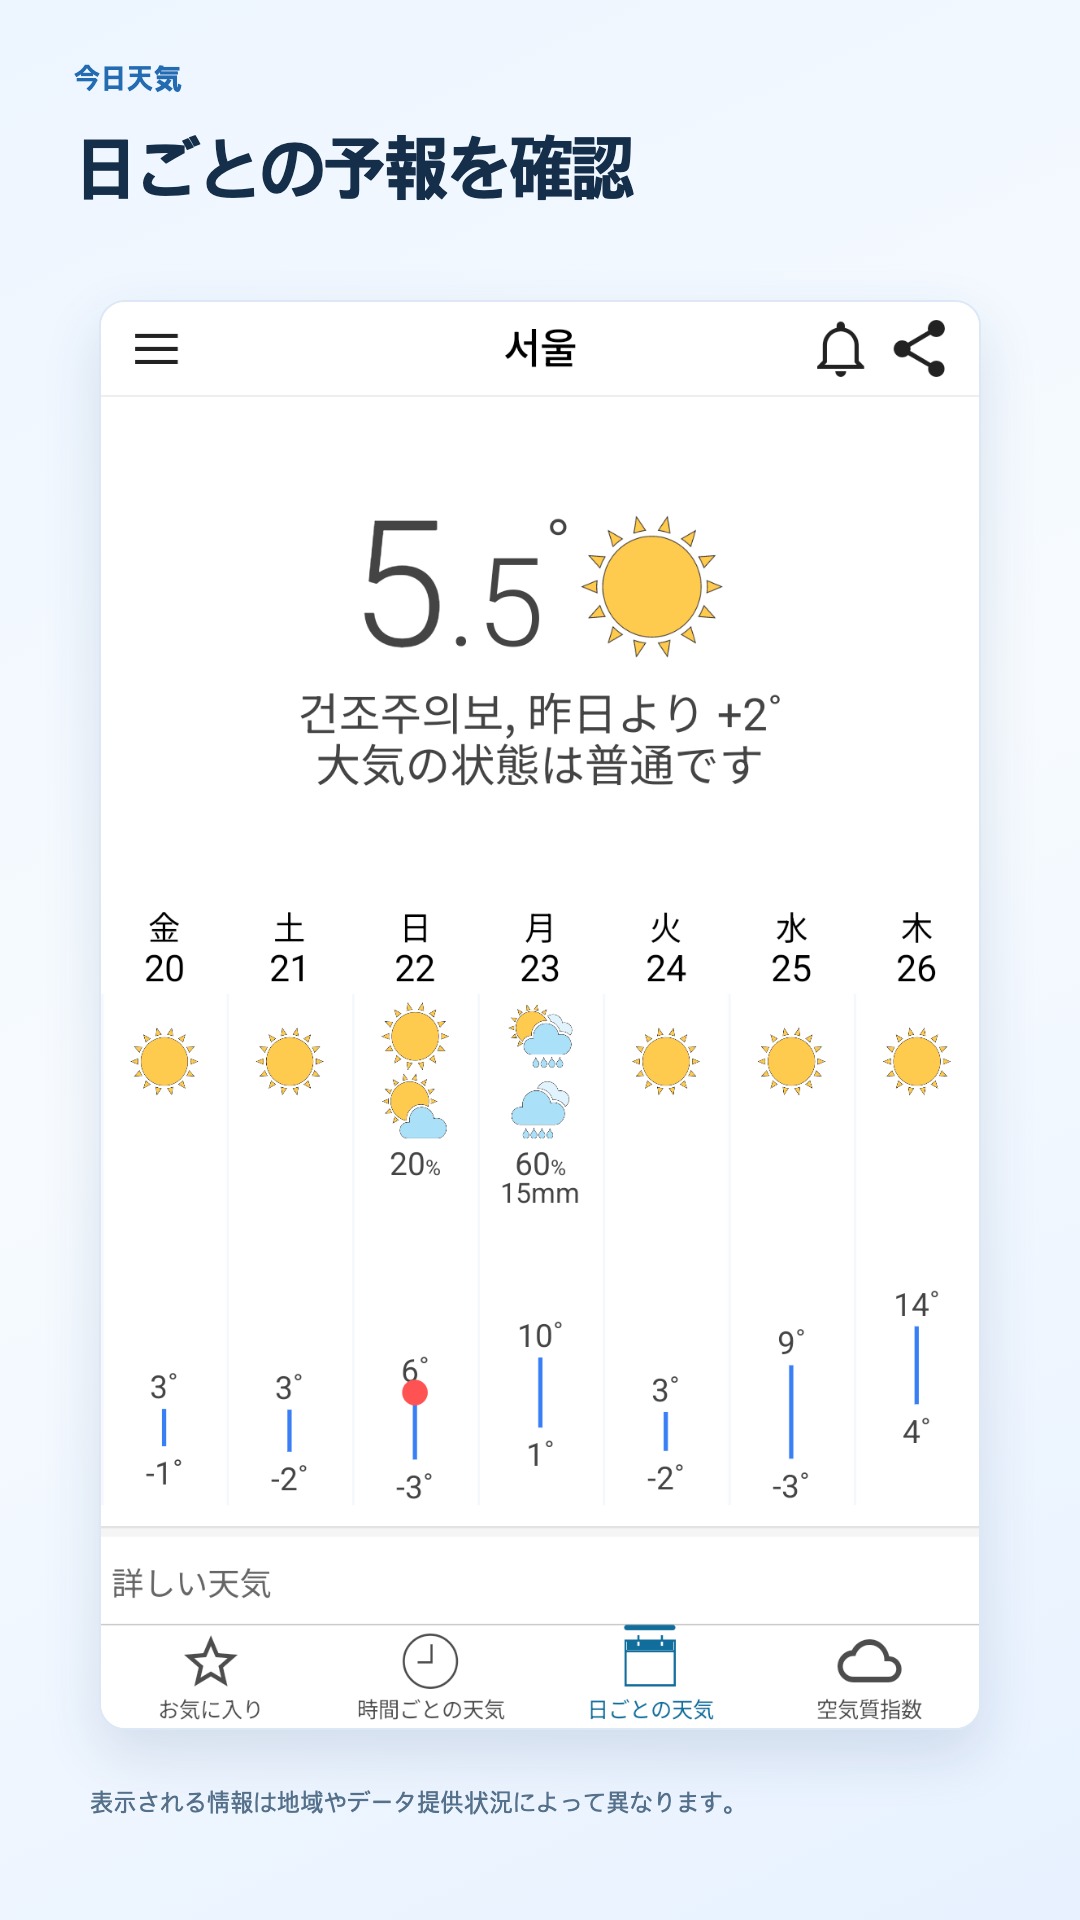 今日天気
日ごとの予報を確認
서울
5.5°
건조주의보, 昨日より +2°
大気の状態は普通です
金 土 日 月 火 水 木
20 21 22 23 24 25 26
20% 60%
15mm
14°
10° 9°
3° 3° 6° 3°
4°
1°
-1° -2° -3° -2° -3°
詳しい天気
お気に入り 時間ごとの天気 日ごとの天気 空気質指数
表示される情報は地域やデータ提供状況によって異なります。